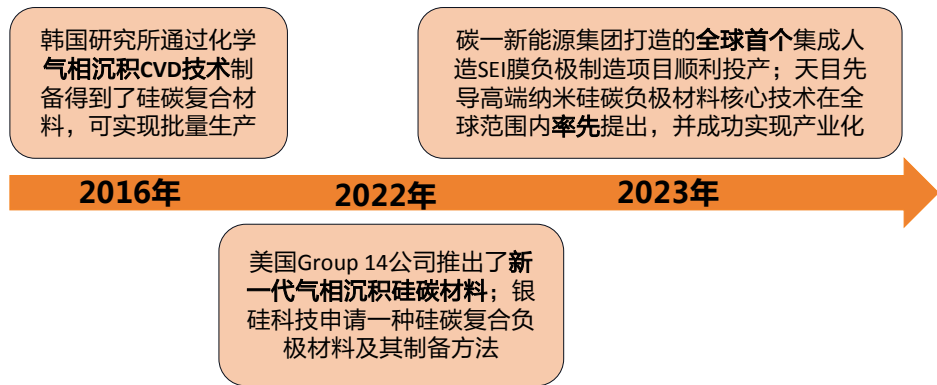 韩国研究所通过化学
气相沉积CVD技术制
备得到了硅碳复合材
料，可实现批量生产
碳一新能源集团打造的全球首个集成人
造SEI膜负极制造项目顺利投产；天目先
导高端纳米硅碳负极材料核心技术在全
球范围内率先提出，并成功实现产业化
2016年
2022年
2023年
美国Group 14公司推出了新
一代气相沉积硅碳材料；银
硅科技申请一种硅碳复合负
极材料及其制备方法